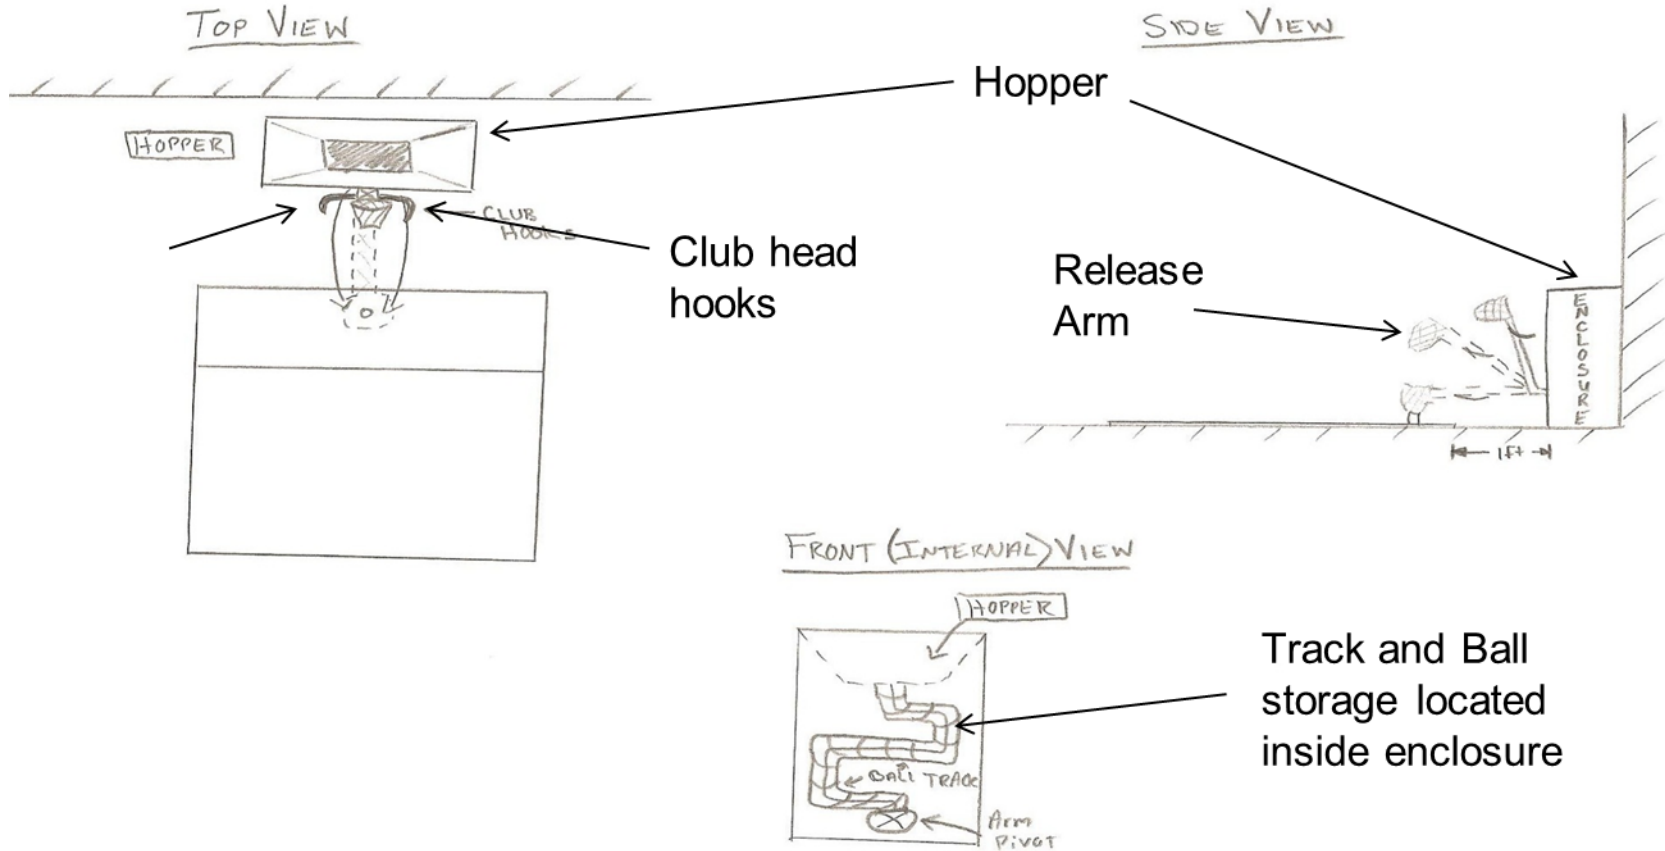 TOP VIEW
SIDE VIEW
Hopper
HOPPER
CLUB
HOOKS
Club head
hooks
Release
Arm
ENCLOSURE
1ft
FRONT (INTERNAL) VIEW
HOPPER
Track and Ball
storage located
inside enclosure
BALL TRACK
Arm
Pivot